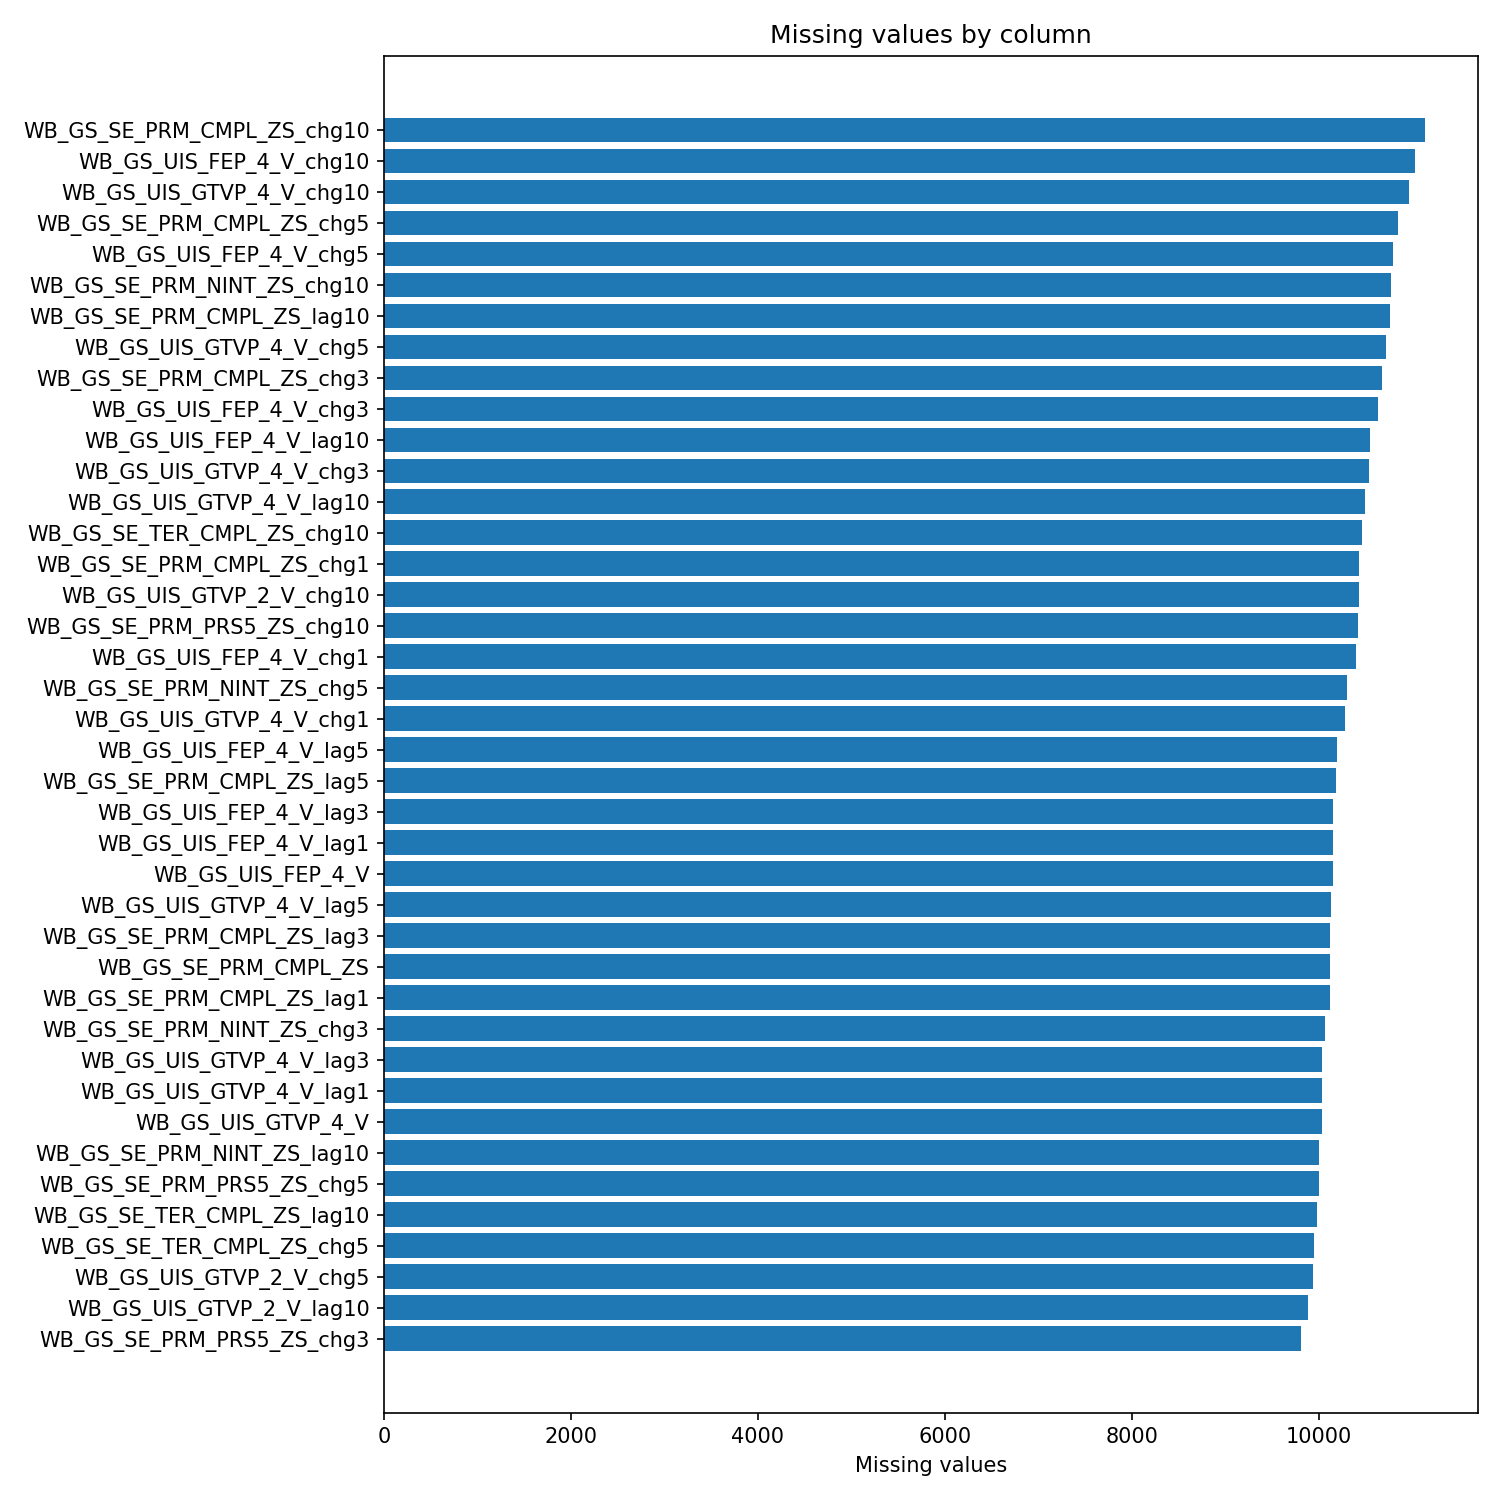 Missing values by column
WB_GS_SE_PRM_CMPL_ZS_chg10
WB_GS_UIS_FEP_4_V_chg10
WB_GS_UIS_GTVP_4_V_chg10
WB_GS_SE_PRM_CMPL_ZS_chg5
WB_GS_UIS_FEP_4_V_chg5
WB_GS_SE_PRM_NINT_ZS_chg10
WB_GS_SE_PRM_CMPL_ZS_lag10
WB_GS_UIS_GTVP_4_V_chg5
WB_GS_SE_PRM_CMPL_ZS_chg3
WB_GS_UIS_FEP_4_V_chg3
WB_GS_UIS_FEP_4_V_lag10
WB_GS_UIS_GTVP_4_V_chg3
WB_GS_UIS_GTVP_4_V_lag10
WB_GS_SE_TER_CMPL_ZS_chg10
WB_GS_SE_PRM_CMPL_ZS_chg1
WB_GS_UIS_GTVP_2_V_chg10
WB_GS_SE_PRM_PRS5_ZS_chg10
WB_GS_UIS_FEP_4_V_chg1
WB_GS_SE_PRM_NINT_ZS_chg5
WB_GS_UIS_GTVP_4_V_chg1
WB_GS_UIS_FEP_4_V_lag5
WB_GS_SE_PRM_CMPL_ZS_lag5
WB_GS_UIS_FEP_4_V_lag3
WB_GS_UIS_FEP_4_V_lag1
WB_GS_UIS_FEP_4_V
WB_GS_UIS_GTVP_4_V_lag5
WB_GS_SE_PRM_CMPL_ZS_lag3
WB_GS_SE_PRM_CMPL_ZS
WB_GS_SE_PRM_CMPL_ZS_lag1
WB_GS_SE_PRM_NINT_ZS_chg3
WB_GS_UIS_GTVP_4_V_lag3
WB_GS_UIS_GTVP_4_V_lag1
WB_GS_UIS_GTVP_4_V
WB_GS_SE_PRM_NINT_ZS_lag10
WB_GS_SE_PRM_PRS5_ZS_chg5
WB_GS_SE_TER_CMPL_ZS_lag10
WB_GS_SE_TER_CMPL_ZS_chg5
WB_GS_UIS_GTVP_2_V_chg5
WB_GS_UIS_GTVP_2_V_lag10
WB_GS_SE_PRM_PRS5_ZS_chg3
0 2000 4000 6000 8000 10000
Missing values